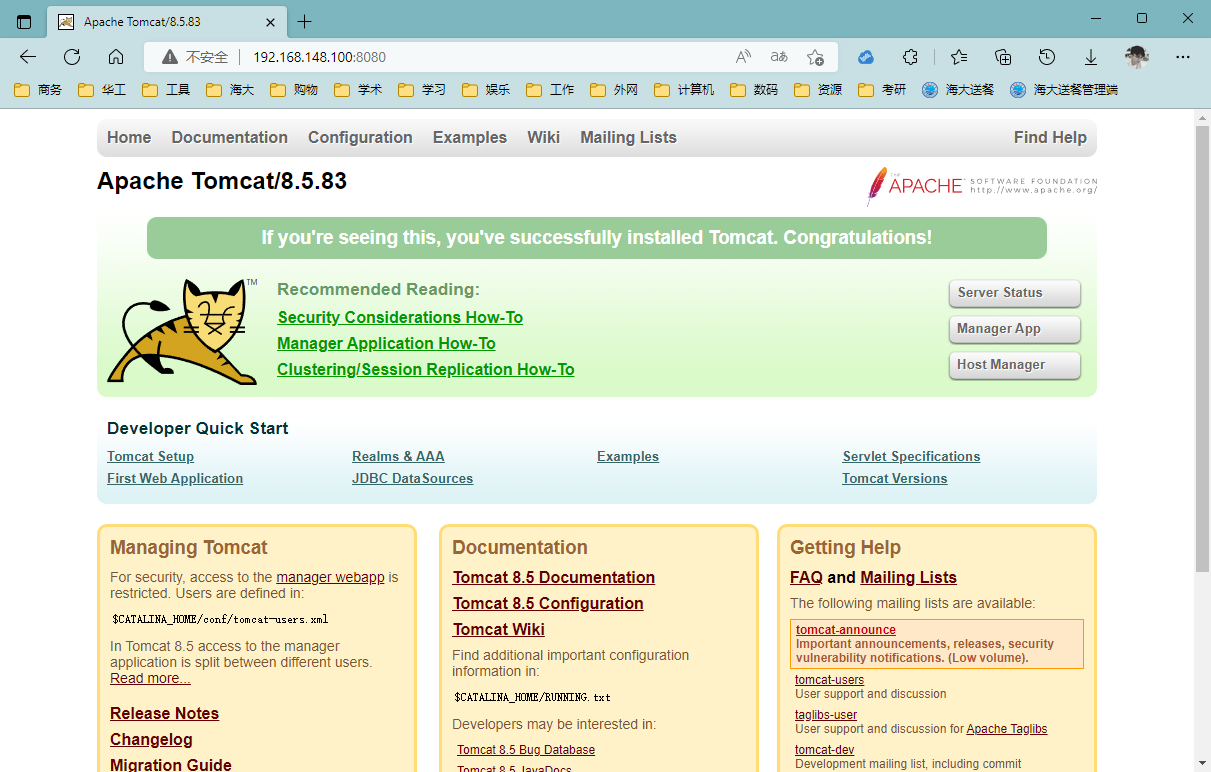 Apache Tomcat/8.5.83
不安全 192.168.148.100:8080
商务 华工 工具 海大 购物 学术 学习 娱乐 工作 外网 计算机 数码 资源 考研 海大送餐 海大送餐管理端
Home Documentation Configuration Examples Wiki Mailing Lists Find Help
Apache Tomcat/8.5.83
THE APACHE SOFTWARE FOUNDATION
http://www.apache.org/
If you're seeing this, you've successfully installed Tomcat. Congratulations!
TM
Recommended Reading:
Security Considerations How-To
Manager Application How-To
Clustering/Session Replication How-To
Server Status
Manager App
Host Manager
Developer Quick Start
Tomcat Setup
First Web Application
Realms & AAA
JDBC DataSources
Examples
Servlet Specifications
Tomcat Versions
Managing Tomcat
For security, access to the manager webapp is
restricted. Users are defined in:
$CATALINA_HOME/conf/tomcat-users.xml
In Tomcat 8.5 access to the manager
application is split between different users.
Read more...
Release Notes
Changelog
Migration Guide
Documentation
Tomcat 8.5 Documentation
Tomcat 8.5 Configuration
Tomcat Wiki
Find additional important configuration
information in:
$CATALINA_HOME/RUNNING.txt
Developers may be interested in:
Tomcat 8.5 Bug Database
Tomcat 8.5 JavaDocs
Getting Help
FAQ and Mailing Lists
The following mailing lists are available:
tomcat-announce
Important announcements, releases, security
vulnerability notifications. (Low volume).
tomcat-users
User support and discussion
taglibs-user
User support and discussion for Apache Taglibs
tomcat-dev
Development mailing list, including commit